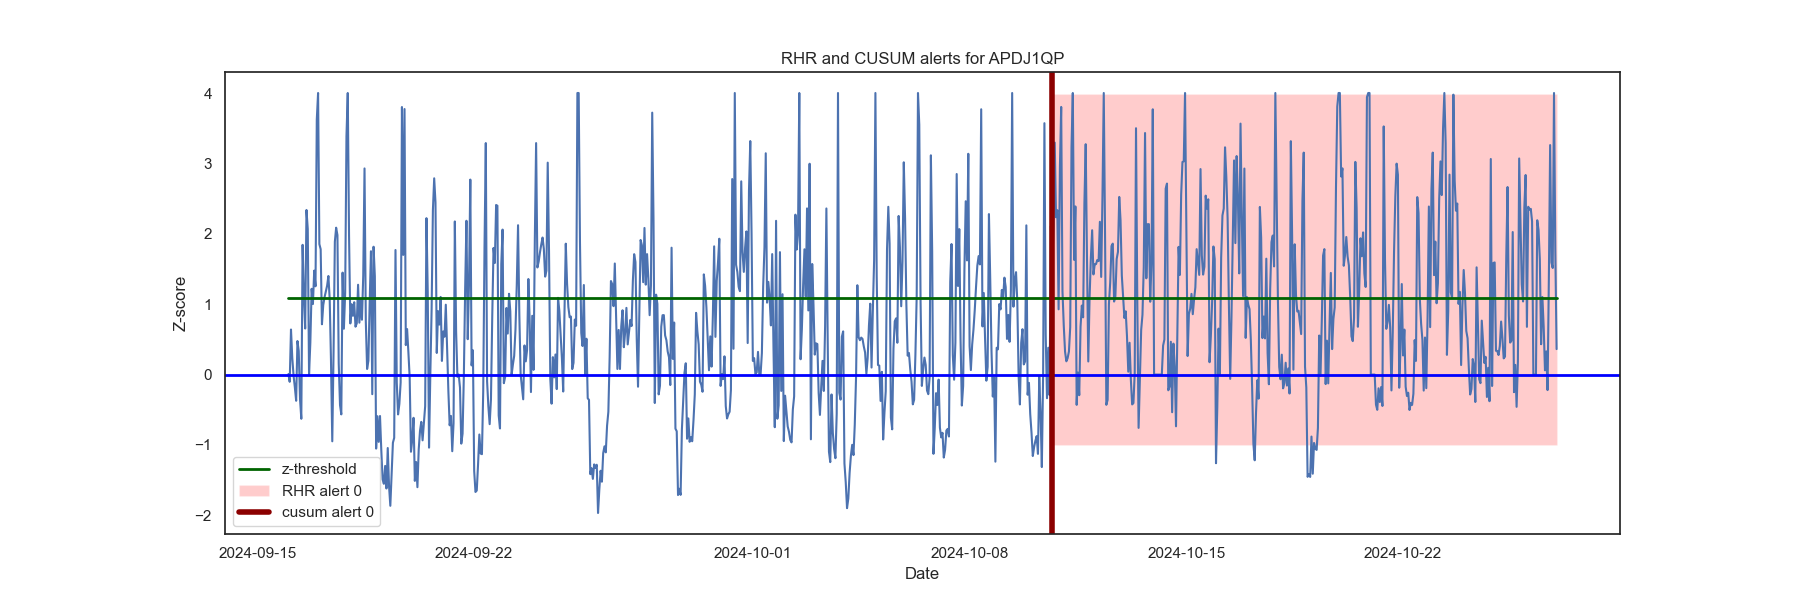 RHR and CUSUM alerts for APDJ1QP
4
3
2
1
0
−1
−2
Z-score
z-threshold
RHR alert 0
cusum alert 0
2024-09-15 2024-09-22 2024-10-01 2024-10-08 2024-10-15 2024-10-22
Date